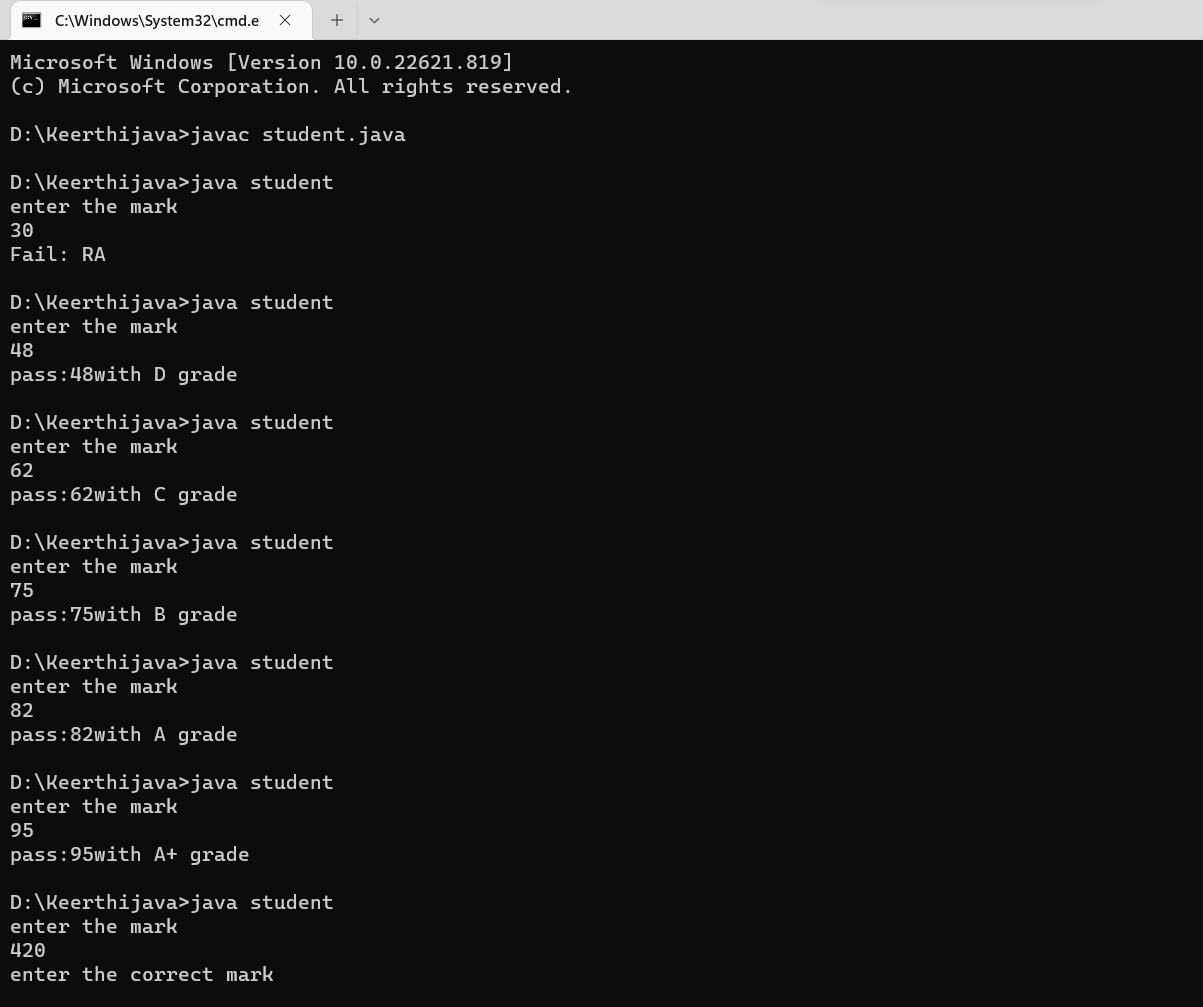 C:\Windows\System32\cmd.e
Microsoft Windows [Version 10.0.22621.819]
(c) Microsoft Corporation. All rights reserved.
D:\Keerthijava>javac student.java
D:\Keerthijava>java student
enter the mark
30
Fail: RA
D:\Keerthijava>java student
enter the mark
48
pass:48with D grade
D:\Keerthijava>java student
enter the mark
62
pass:62with C grade
D:\Keerthijava>java student
enter the mark
75
pass:75with B grade
D:\Keerthijava>java student
enter the mark
82
pass:82with A grade
D:\Keerthijava>java student
enter the mark
95
pass:95with A+ grade
D:\Keerthijava>java student
enter the mark
420
enter the correct mark